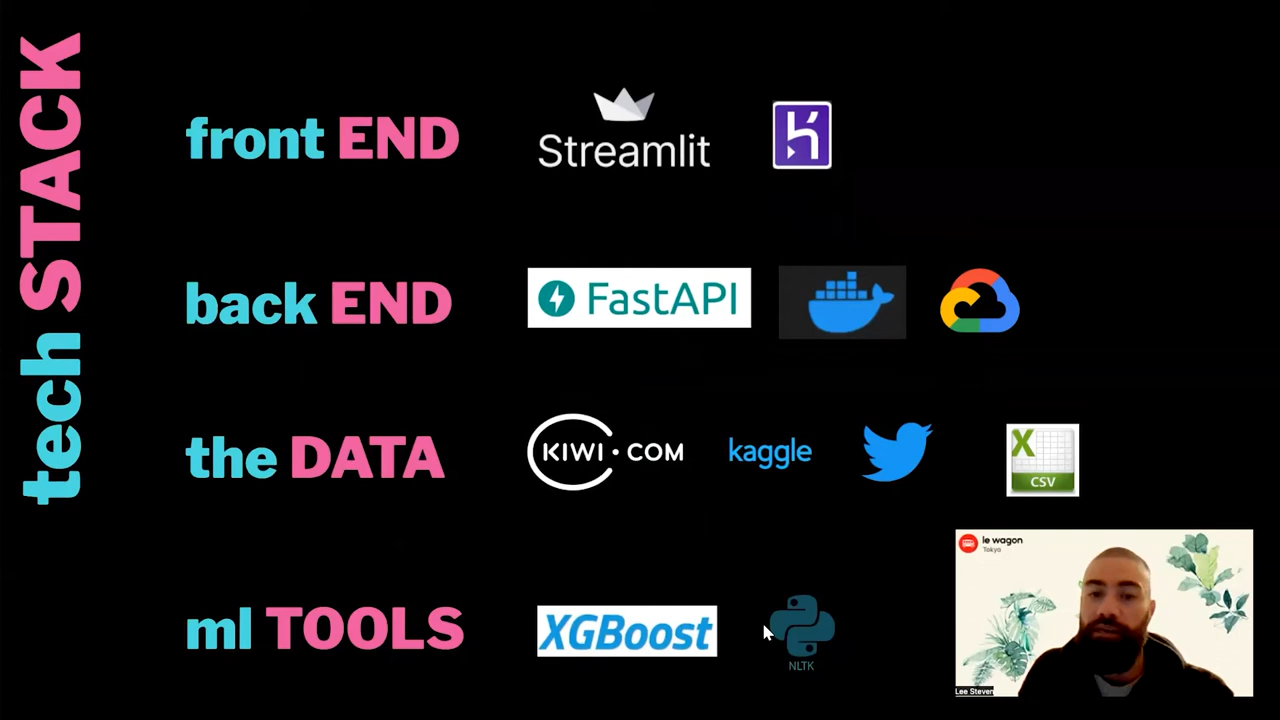 tech STACK
front END
Streamlit
back END
FastAPI
the DATA
KIWI.COM
kaggle
X
CSV
ml TOOLS
XGBoost
NLTK
le wagon
Tokyo
Lee Steven